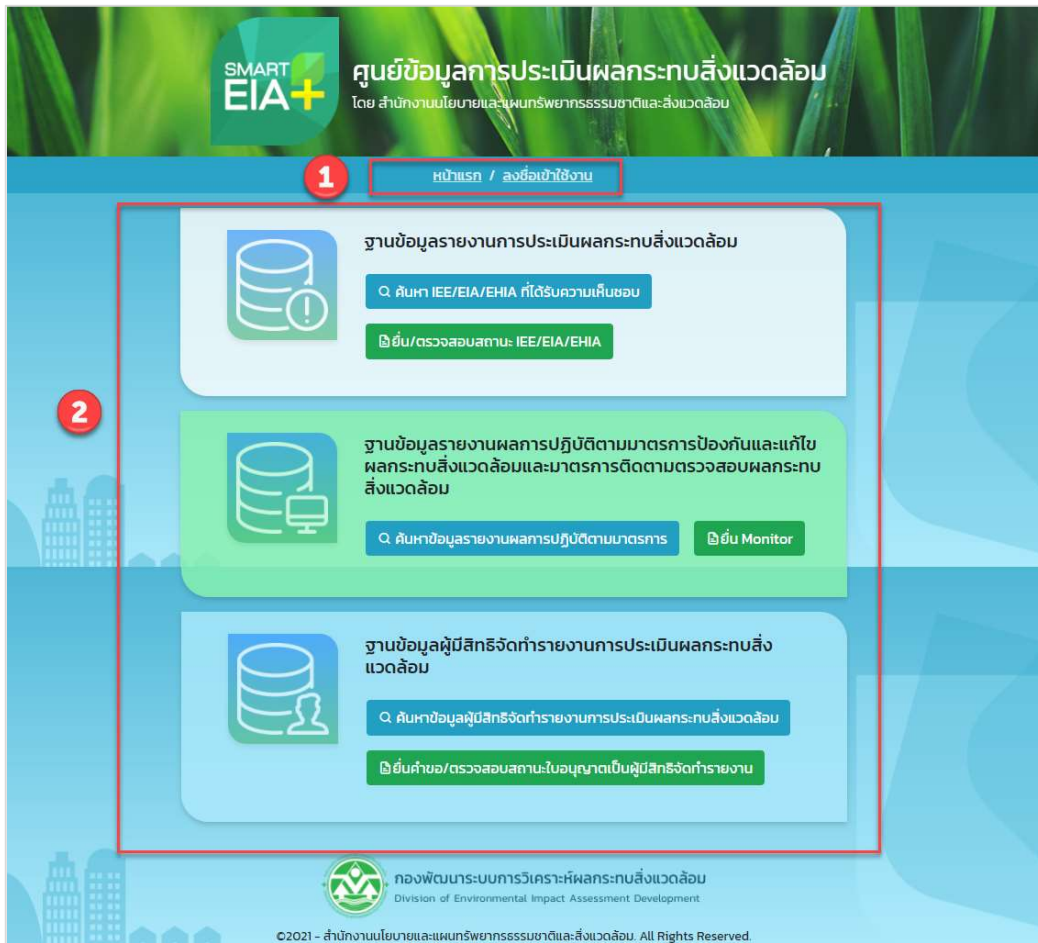 SMART
EIA+
ศูนย์ข้อมูลการประเมินผลกระทบสิ่งแวดล้อม
โดย สำนักงานนโยบายและแผนทรัพยากรธรรมชาติและสิ่งแวดล้อม
1
หน้าแรก / ลงชื่อเข้าใช้งาน
2
ฐานข้อมูลรายงานการประเมินผลกระทบสิ่งแวดล้อม
ค้นหา IEE/EIA/EHIA ที่ได้รับความเห็นชอบ
ยื่น/ตรวจสอบสถานะ IEE/EIA/EHIA
ฐานข้อมูลรายงานผลการปฏิบัติตามมาตรการป้องกันและแก้ไข
ผลกระทบสิ่งแวดล้อมและมาตรการติดตามตรวจสอบผลกระทบ
สิ่งแวดล้อม
ค้นหาข้อมูลรายงานผลการปฏิบัติตามมาตรการ ยื่น Monitor
ฐานข้อมูลผู้มีสิทธิจัดทำรายงานการประเมินผลกระทบสิ่ง
แวดล้อม
ค้นหาข้อมูลผู้มีสิทธิจัดทำรายงานการประเมินผลกระทบสิ่งแวดล้อม
ยื่นคำขอ/ตรวจสอบสถานะใบอนุญาตเป็นผู้มีสิทธิจัดทำรายงาน
กองพัฒนาระบบการวิเคราะห์ผลกระทบสิ่งแวดล้อม
Division of Environmental Impact Assessment Development
©2021 - สำนักงานนโยบายและแผนทรัพยากรธรรมชาติและสิ่งแวดล้อม. All Rights Reserved.